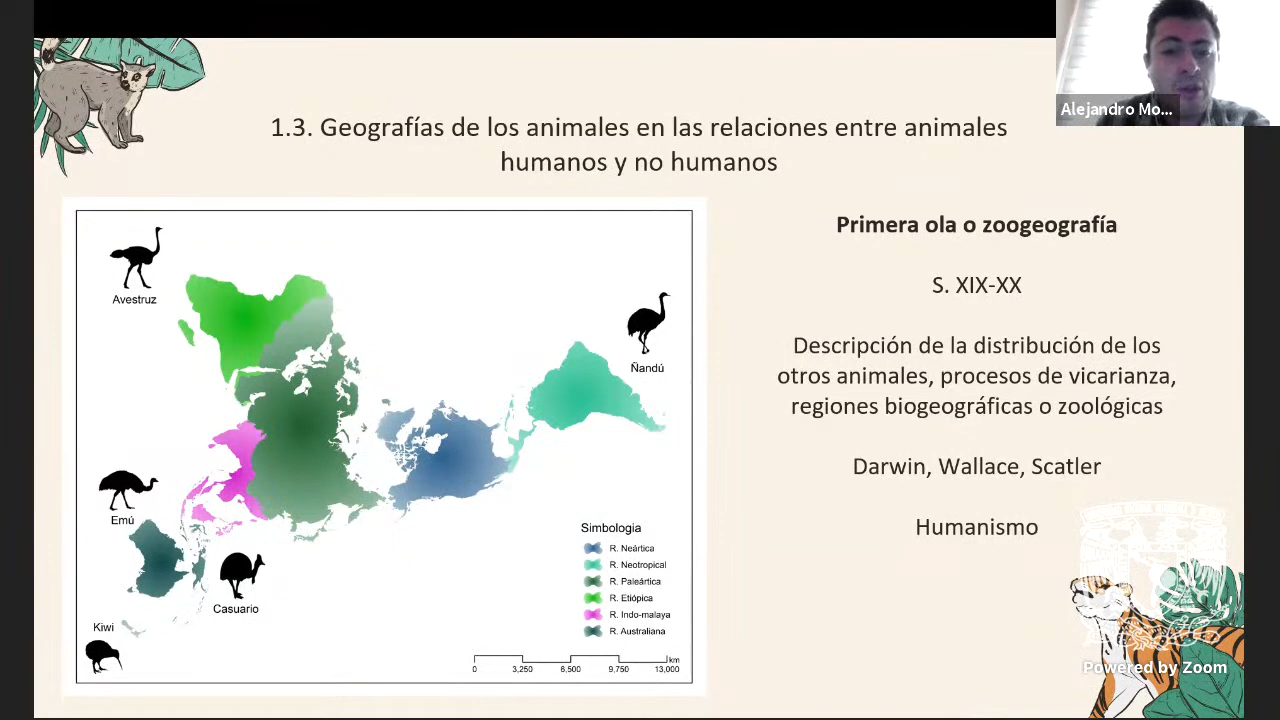 Alejandro Mo...
1.3. Geografías de los animales en las relaciones entre animales
humanos y no humanos
Avestruz
Ñandú
Emú
Casuario
Kiwi
Simbologia
R. Neártica
R. Neotropical
R. Paleártica
R. Etiópica
R. Indo-malaya
R. Australiana
km
0 3,250 6,500 9,750 13,000
Primera ola o zoogeografía
S. XIX-XX
Descripción de la distribución de los
otros animales, procesos de vicarianza,
regiones biogeográficas o zoológicas
Darwin, Wallace, Scatler
Humanismo
Powered by Zoom